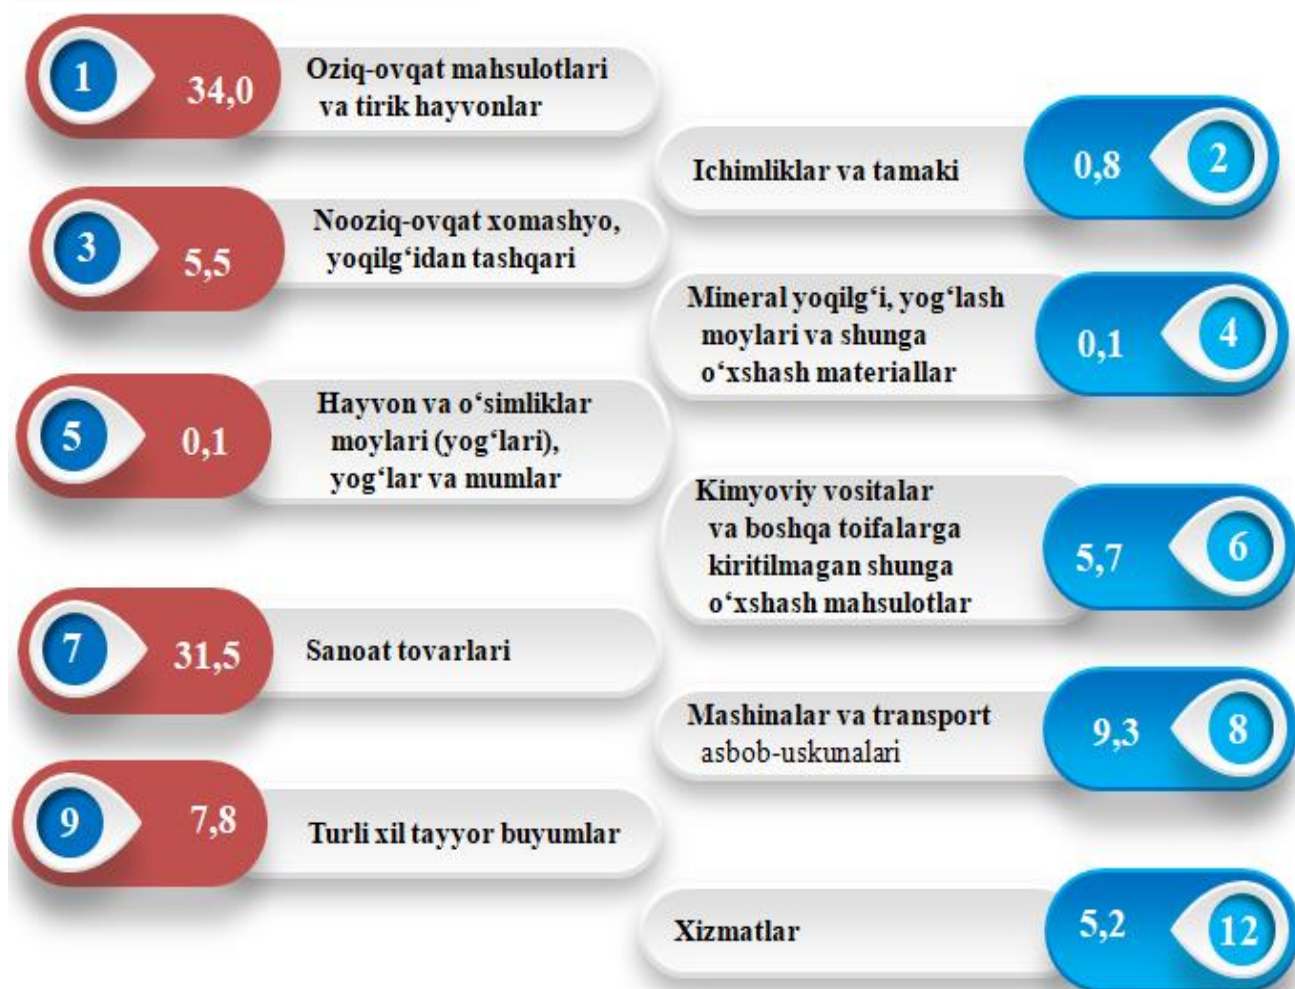 1
34,0
Oziq-ovqat mahsulotlari
va tirik hayvonlar
Ichimliklar va tamaki
0,8
2
3
5,5
Nooziq-ovqat xomashyo,
yoqilg‘idan tashqari
Mineral yoqilg‘i, yog‘lash
moylari va shunga
o‘xshash materiallar
0,1
4
5
0,1
Hayvon va o‘simliklar
moylari (yog‘lari),
yog‘lar va mumlar
Kimyoviy vositalar
va boshqa toifalarga
kiritilmagan shunga
o‘xshash mahsulotlar
5,7
6
7
31,5
Sanoat tovarlari
Mashinalar va transport
asbob-uskunalari
9,3
8
9
7,8
Turli xil tayyor buyumlar
Xizmatlar
5,2
12